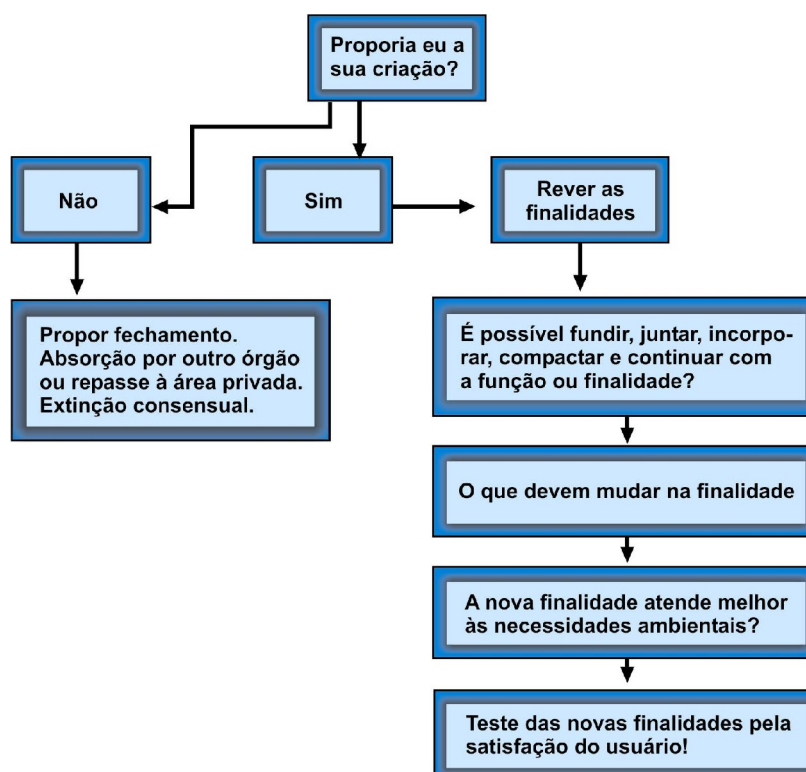 Proporia eu a
sua criação?
Não
Sim
Rever as
finalidades
Propor fechamento.
Absorção por outro órgão
ou repasse à área privada.
Extinção consensual.
É possível fundir, juntar, incorpo-
rar, compactar e continuar com
a função ou finalidade?
O que devem mudar na finalidade
A nova finalidade atende melhor
às necessidades ambientais?
Teste das novas finalidades pela
satisfação do usuário!